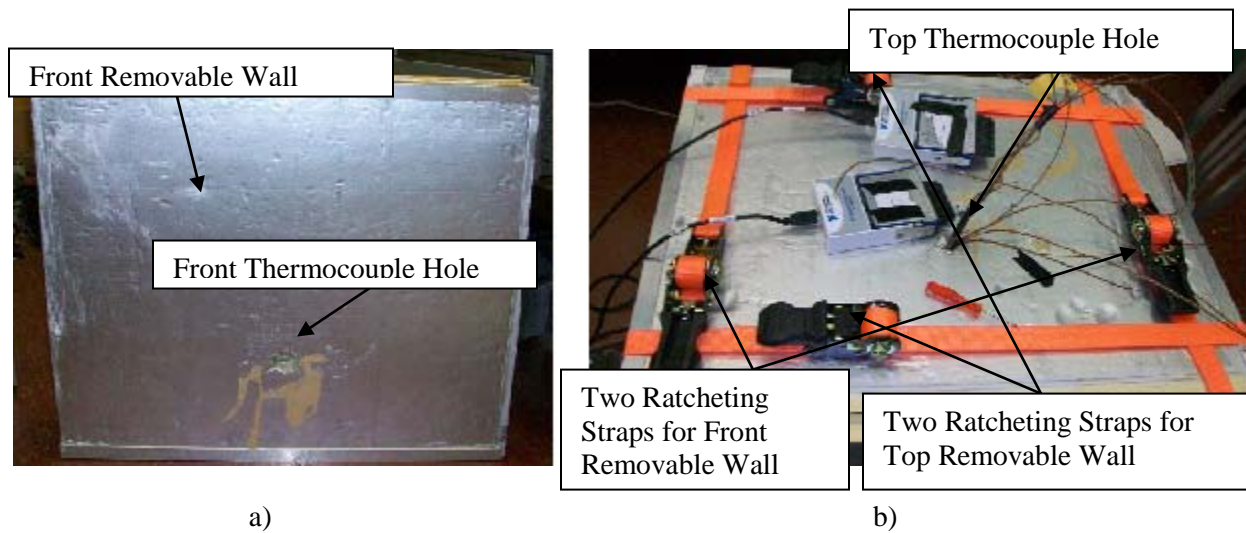 Top Thermocouple Hole
Front Removable Wall
Front Thermocouple Hole
Two Ratcheting
Straps for Front
Removable Wall
Two Ratcheting Straps for
Top Removable Wall
a)
b)